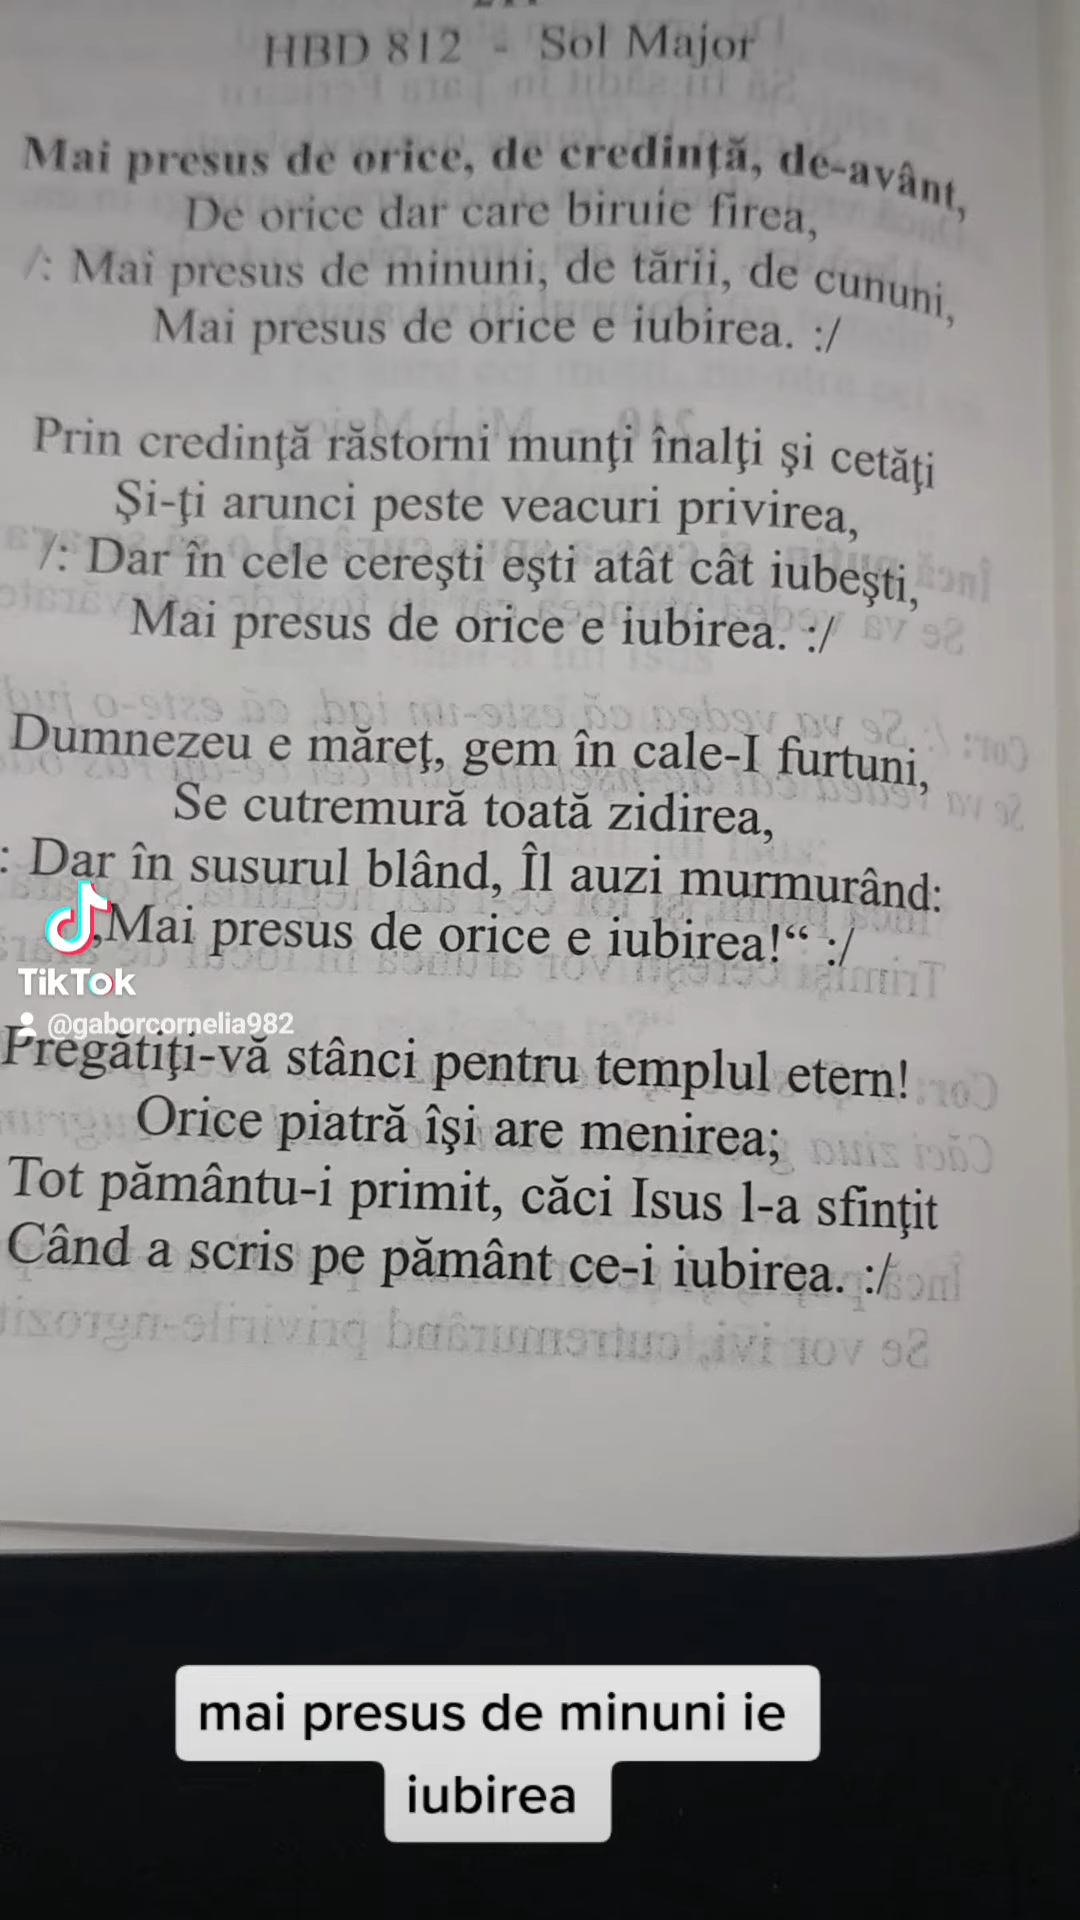 HBD 812 - Sol Major
Mai presus de orice, de credinţă, de-avânt,
De orice dar care biruie firea,
/: Mai presus de minuni, de tării, de cununi,
Mai presus de orice e iubirea. :/
Prin credinţă răstorni munţi înalţi şi cetăţi
Şi-ţi arunci peste veacuri privirea,
/: Dar în cele cereşti eşti atât cât iubeşti,
Mai presus de orice e iubirea. :/
Dumnezeu e măreţ, gem în cale-I furtuni,
Se cutremură toată zidirea,
: Dar în susurul blând, Îl auzi murmurând:
„Mai presus de orice e iubirea!“ :/
TikTok
@gaborcornelia982
Pregătiţi-vă stânci pentru templul etern!
Orice piatră îşi are menirea;
Tot pământu-i primit, căci Isus l-a sfinţit
Când a scris pe pământ ce-i iubirea. :/
mai presus de minuni ie
iubirea